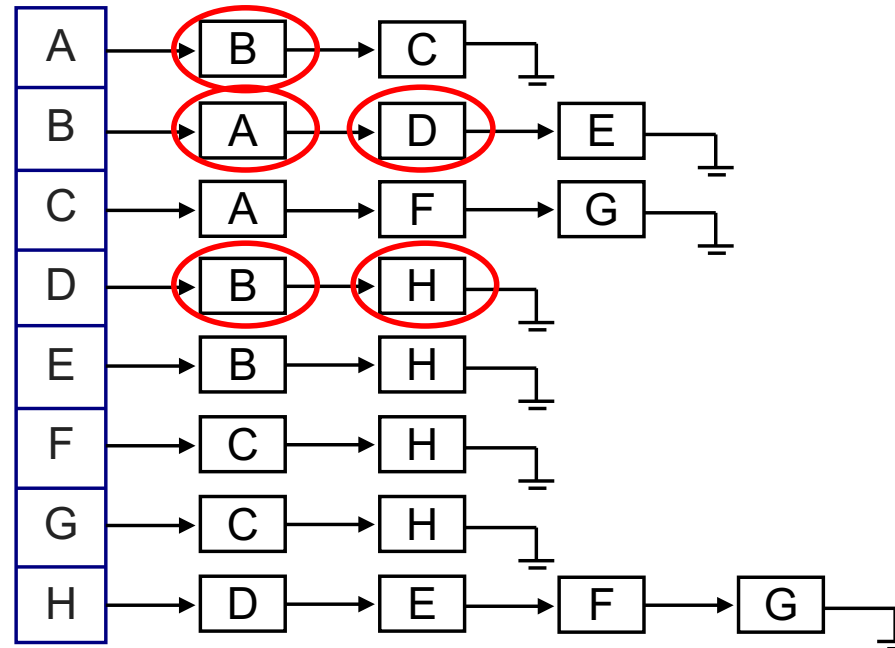 A B C
B A D E
C A F G
D B H
E B H
F C H
G C H
H D E F G